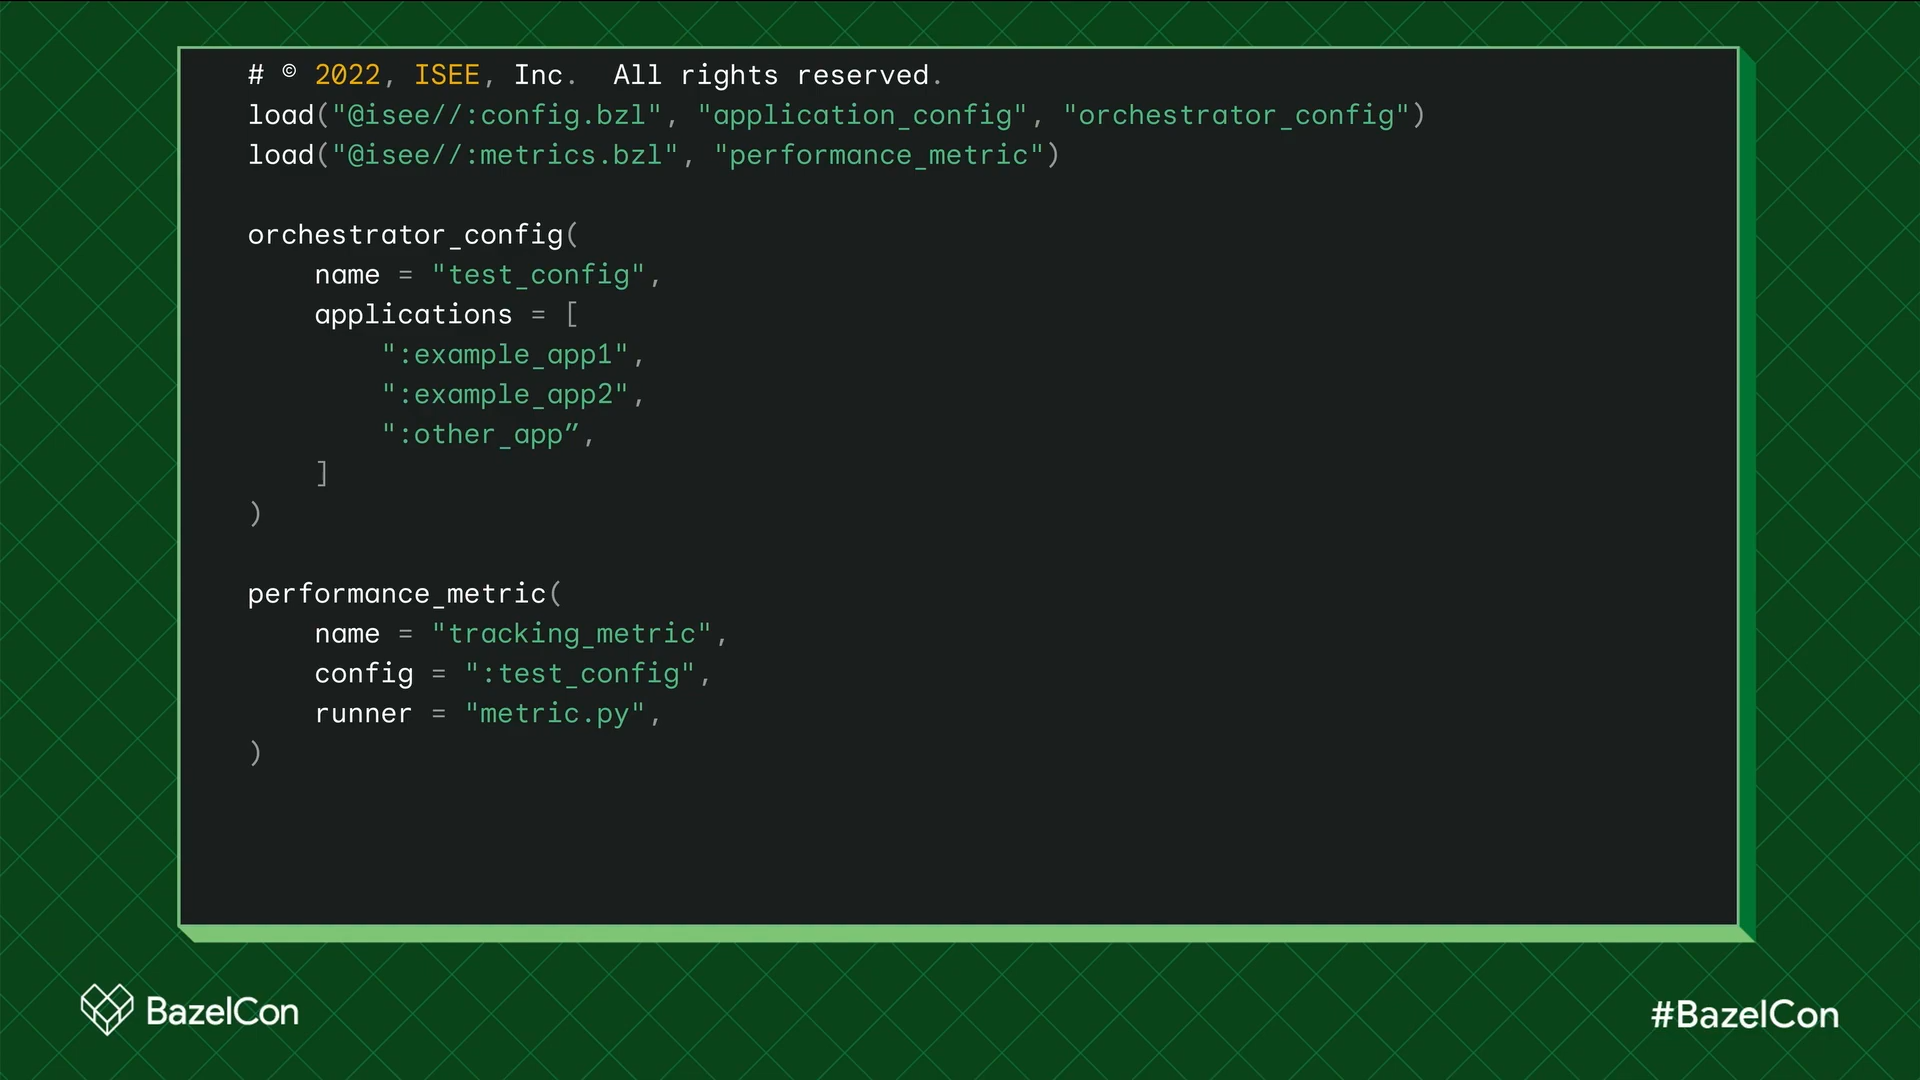 # © 2022, ISEE, Inc.  All rights reserved.
load("@isee//:config.bzl", "application_config", "orchestrator_config")
load("@isee//:metrics.bzl", "performance_metric")

orchestrator_config(
    name = "test_config",
    applications = [
        ":example_app1",
        ":example_app2",
        ":other_app”,
    ]
)

performance_metric(
    name = "tracking_metric",
    config = ":test_config",
    runner = "metric.py",
)
BazelCon
#BazelCon